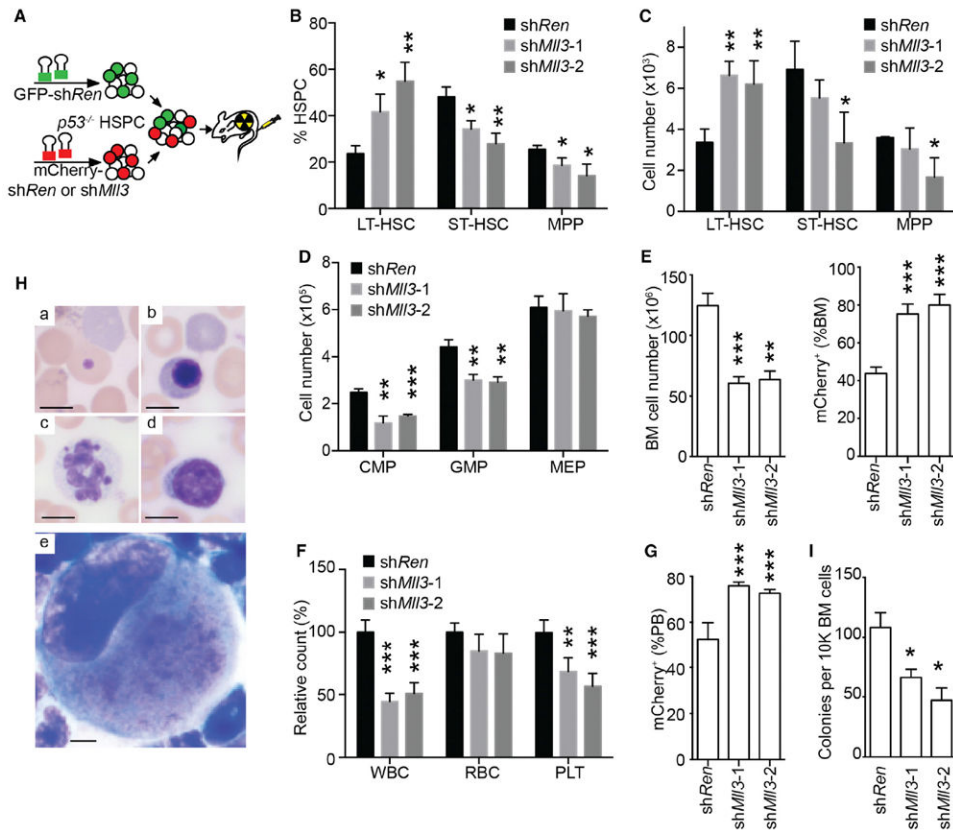 A
GFP-shRen
p53-/- HSPC
mCherry-
shRen or shMll3
B
shRen
shMll3-1
shMll3-2
% HSPC
80
60
40
20
0
* **
* **
* *
LT-HSC ST-HSC MPP
C
shRen
shMll3-1
shMll3-2
Cell number (x10³)
10
8
6
4
2
0
** **
*
*
LT-HSC ST-HSC MPP
D
shRen
shMll3-1
shMll3-2
Cell number (x10⁵)
8
6
4
2
0
** ***
** **
CMP GMP MEP
E
BM cell number (x10⁶)
150
120
90
60
30
0
*** **
shRen
shMll3-1
shMll3-2
mCherry⁺ (%BM)
100
80
60
40
20
0
*** ***
shRen
shMll3-1
shMll3-2
H
a
b
c
d
e
F
shRen
shMll3-1
shMll3-2
Relative count (%)
150
100
50
0
*** ***
** ***
WBC RBC PLT
G
mCherry⁺ (%PB)
80
60
40
20
0
*** ***
shRen
shMll3-1
shMll3-2
I
Colonies per 10K BM cells
150
100
50
0
* *
shRen
shMll3-1
shMll3-2